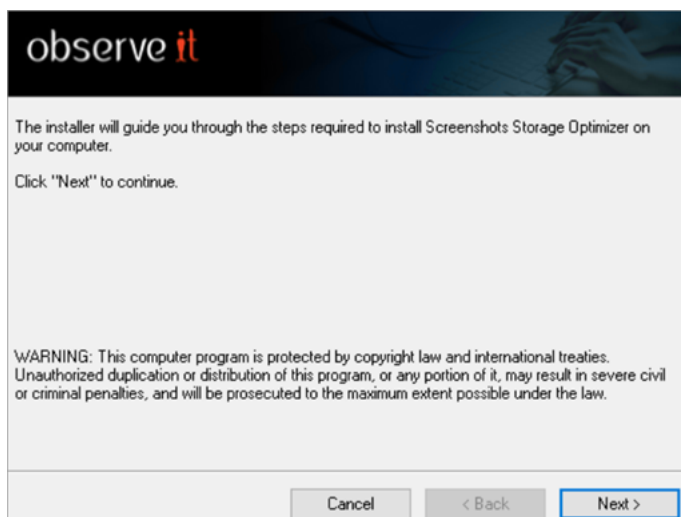 observe it
The installer will guide you through the steps required to install Screenshots Storage Optimizer on
your computer.
Click "Next" to continue.
WARNING: This computer program is protected by copyright law and international treaties.
Unauthorized duplication or distribution of this program, or any portion of it, may result in severe civil
or criminal penalties, and will be prosecuted to the maximum extent possible under the law.
Cancel
< Back
Next >